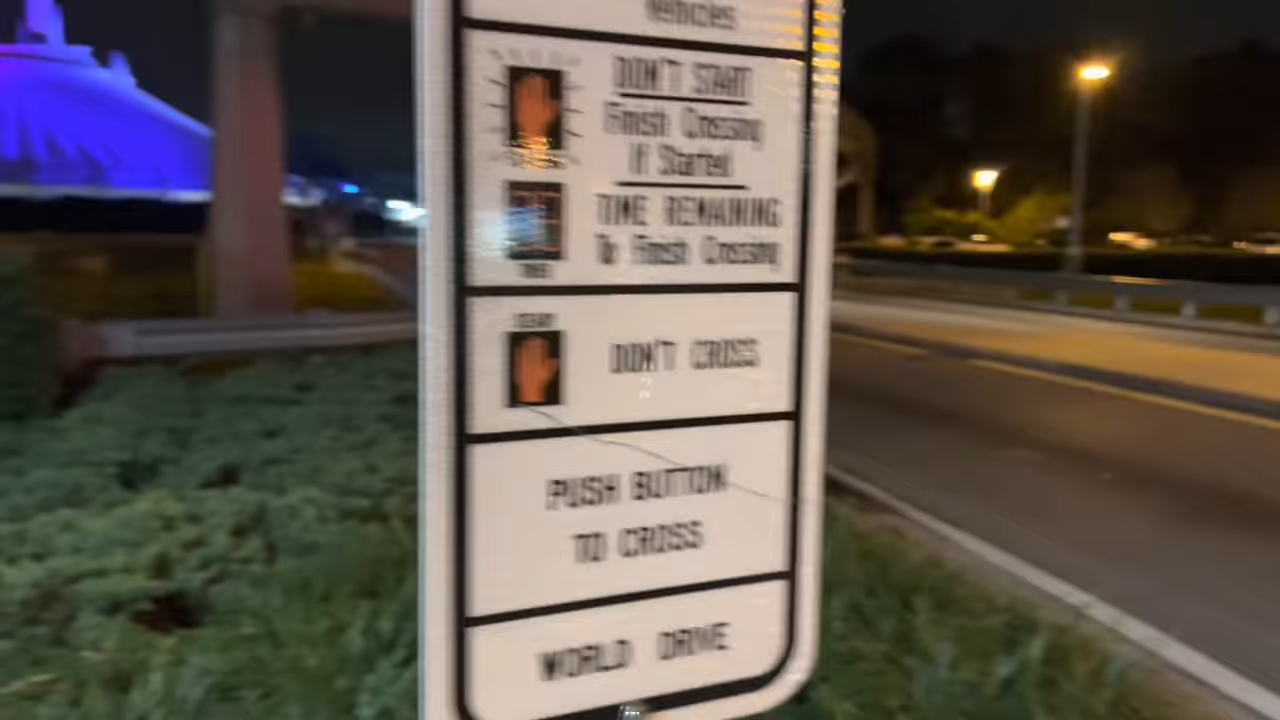 Vehicles
DON'T START
Finish Crossing
If Started
TIME REMAINING
To Finish Crossing
DON'T CROSS
PUSH BUTTON
TO CROSS
WORLD DRIVE